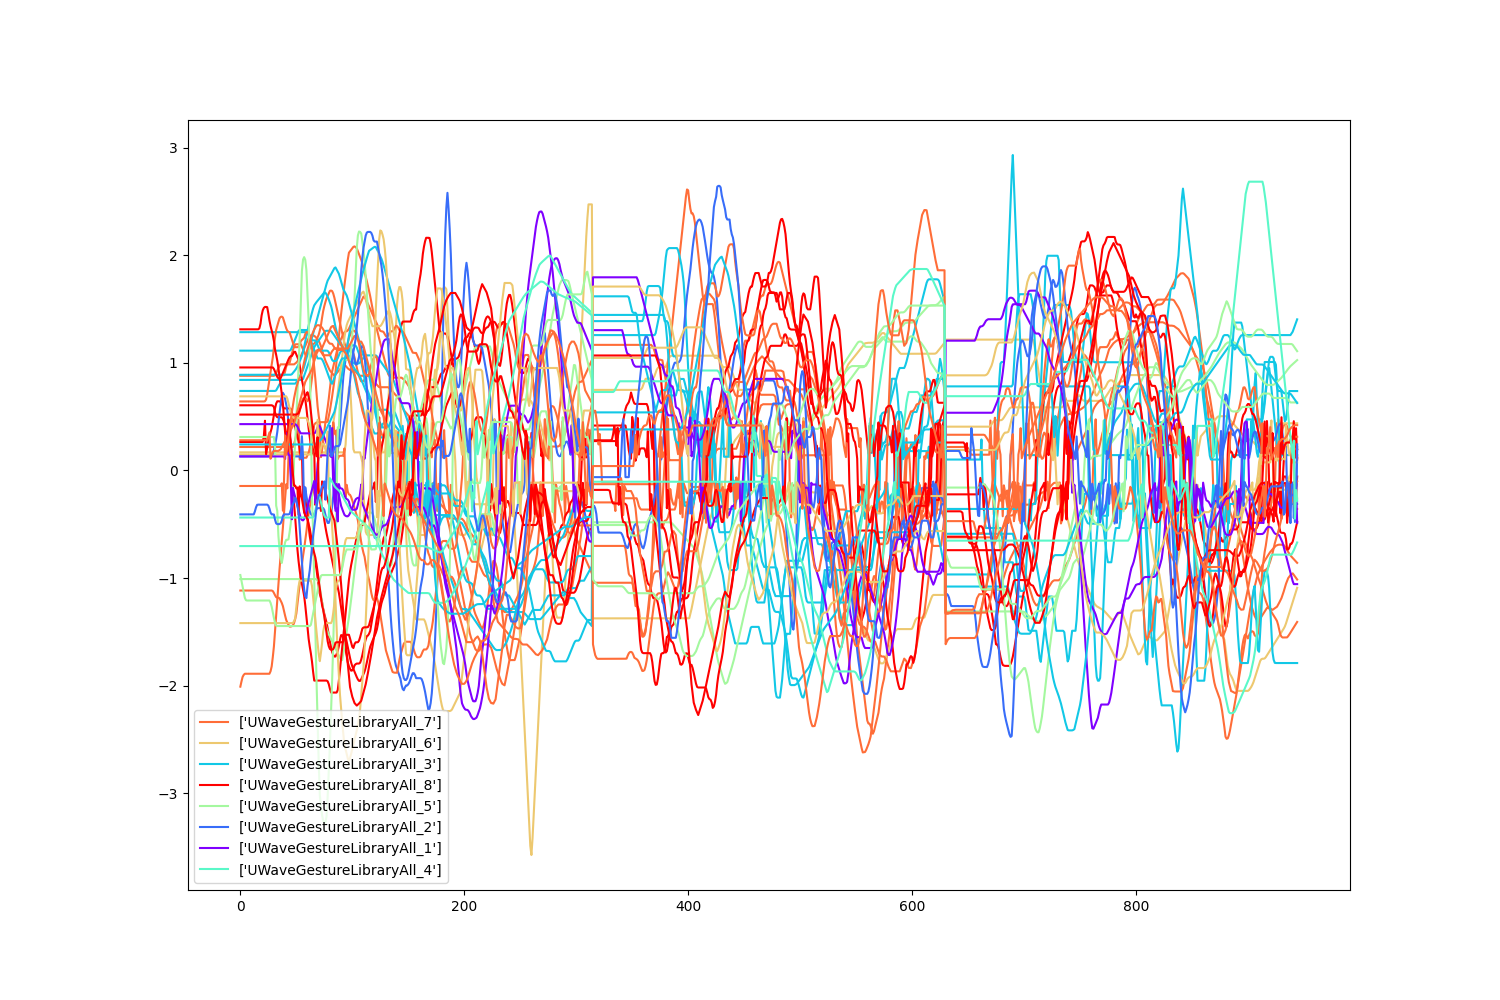 3
2
1
0
−1
−2
−3
['UWaveGestureLibraryAll_7']
['UWaveGestureLibraryAll_6']
['UWaveGestureLibraryAll_3']
['UWaveGestureLibraryAll_8']
['UWaveGestureLibraryAll_5']
['UWaveGestureLibraryAll_2']
['UWaveGestureLibraryAll_1']
['UWaveGestureLibraryAll_4']
0 200 400 600 800